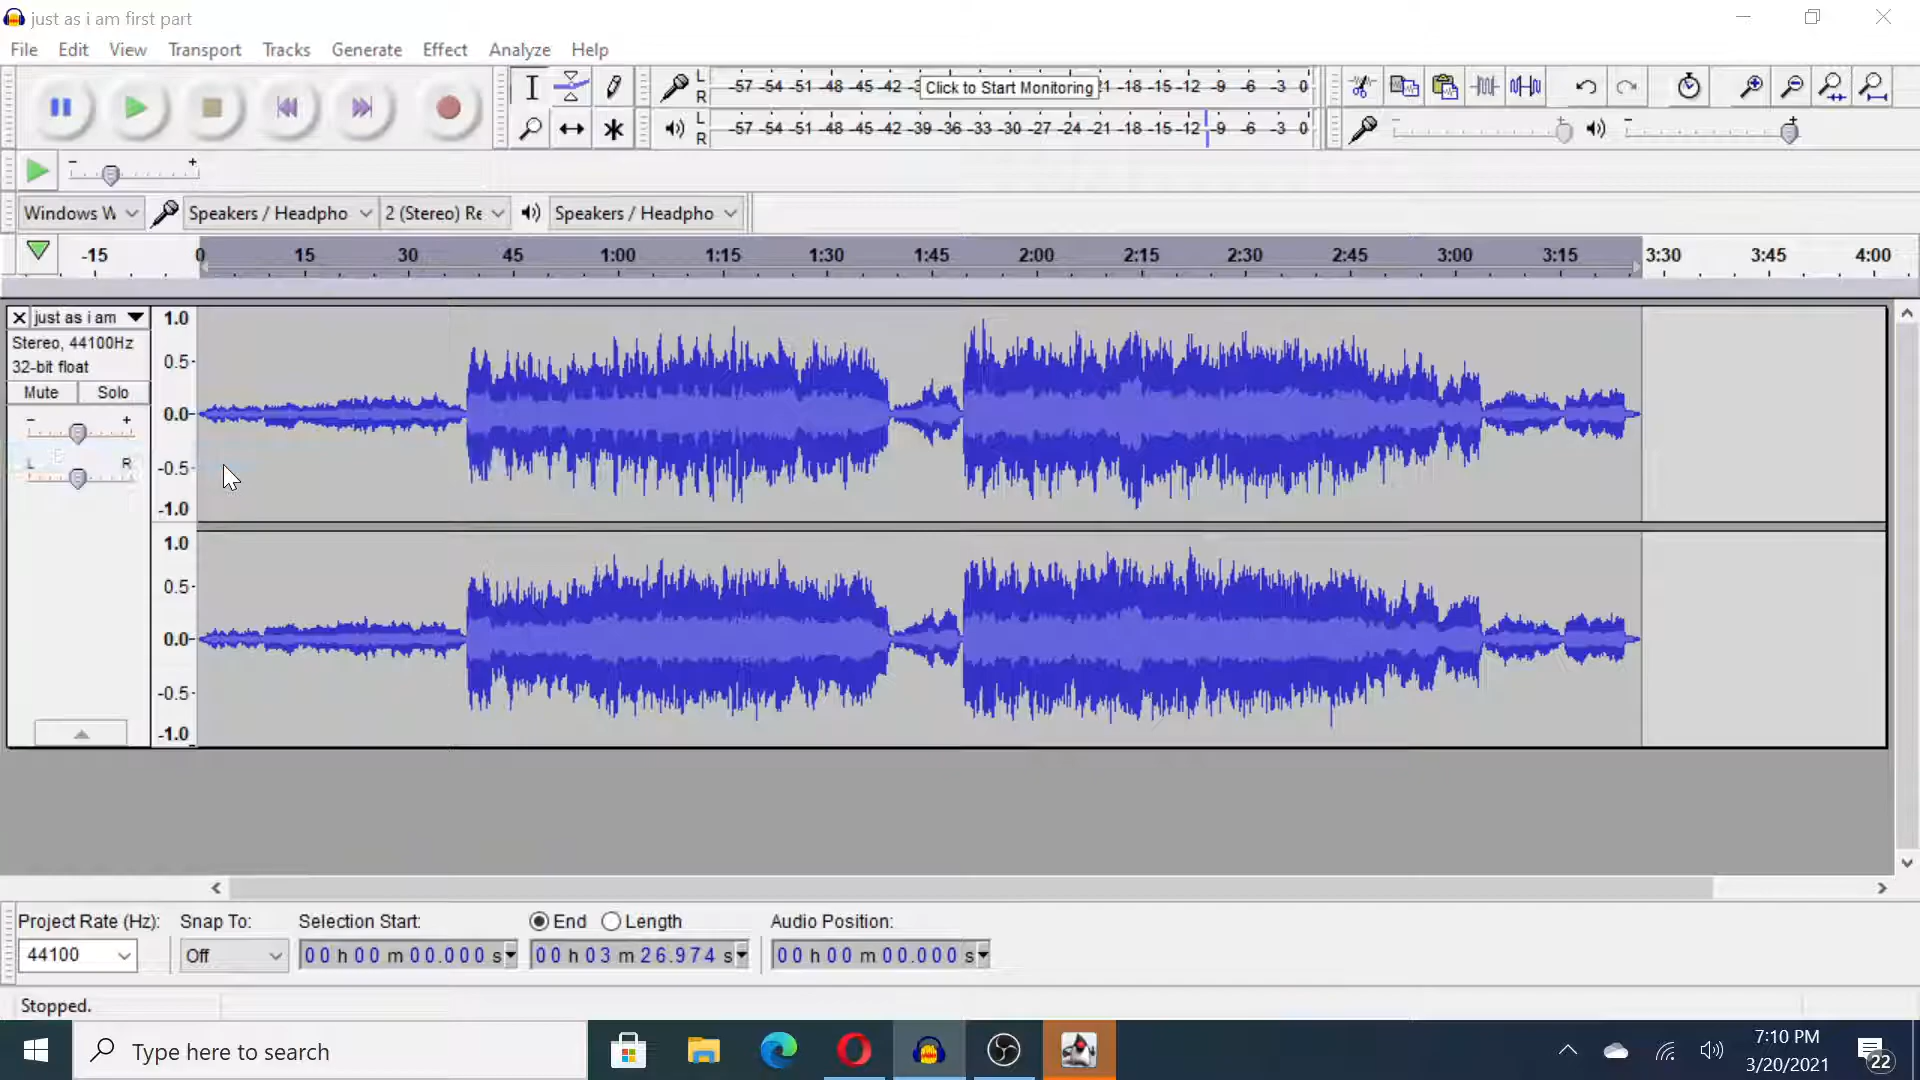 just as i am first part
File Edit View Transport Tracks Generate Effect Analyze Help
L
R
-57 -54 -51 -48 -45 -42 Click to Start Monitoring -18 -15 -12 -9 -6 -3 0
L
R
-57 -54 -51 -48 -45 -42 -39 -36 -33 -30 -27 -24 -21 -18 -15 -12 -9 -6 -3 0
- +
Speakers / Headpho 2 (Stereo) Speakers / Headpho
-15 0 15 30 45 1:00 1:15 1:30 1:45 2:00 2:15 2:30 2:45 3:00 3:15 3:30 3:45 4:00
just as i am
Stereo, 44100Hz
32-bit float
Mute Solo
- +
L R
1.0
0.5
0.0
-0.5
-1.0
1.0
0.5
0.0
-0.5
-1.0
Project Rate (Hz): Snap To: Selection Start: End Length Audio Position:
44100 Off 00 h 00 m 00.000 s 00 h 03 m 26.974 s 00 h 00 m 00.000 s
Stopped.
Type here to search
7:10 PM
3/20/2021
22